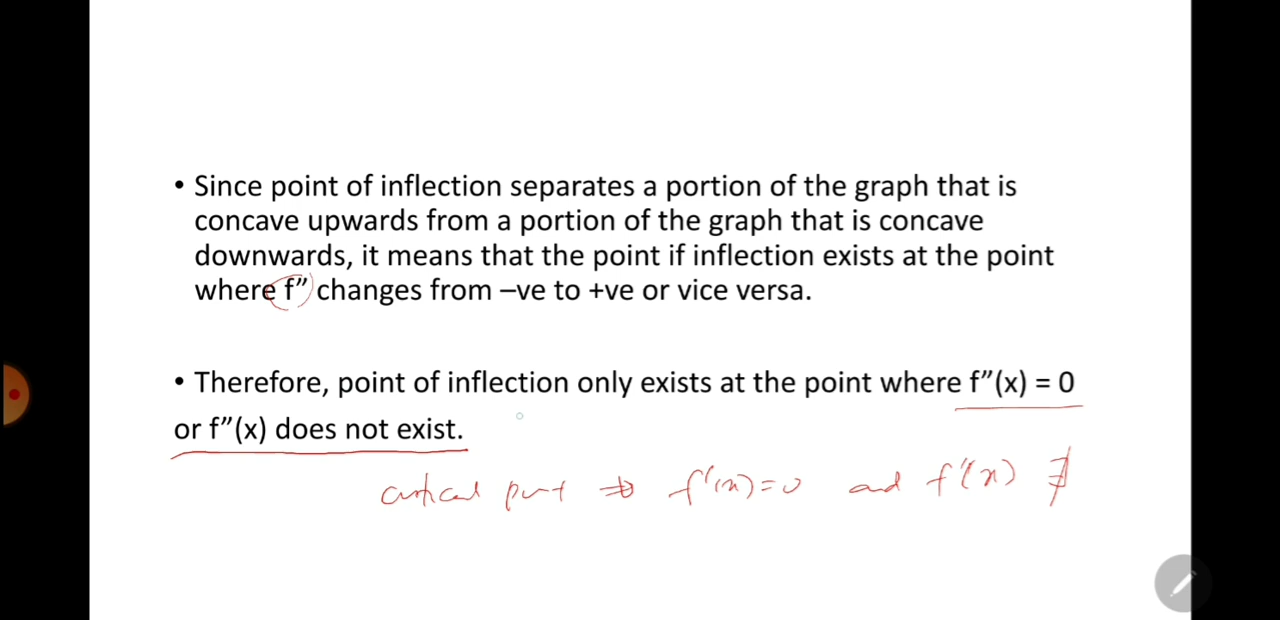 • Since point of inflection separates a portion of the graph that is
concave upwards from a portion of the graph that is concave
downwards, it means that the point if inflection exists at the point
where f” changes from –ve to +ve or vice versa.
• Therefore, point of inflection only exists at the point where f”(x) = 0
or f”(x) does not exist.
critical point ⇒ f'(x)=0 and f'(x) ∄